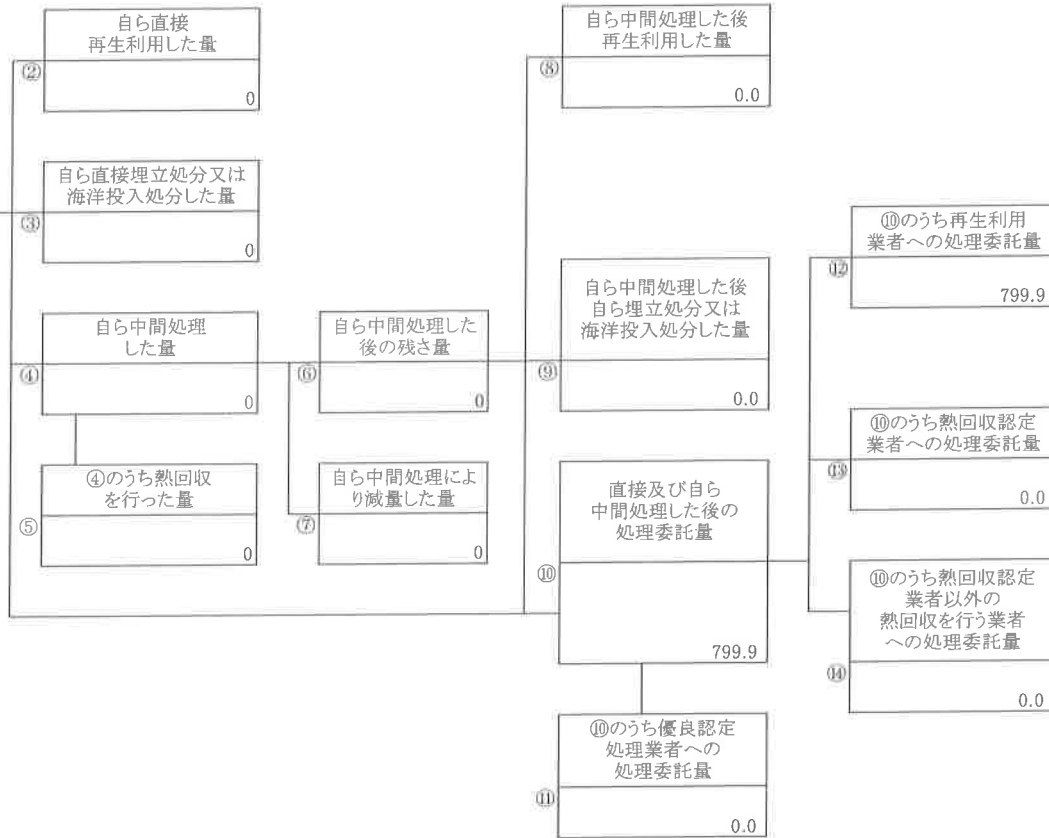 自ら直接
再生利用した量
②
0
自ら直接埋立処分又は
海洋投入処分した量
③
0
自ら中間処理
した量
④
0
④のうち熱回収
を行った量
⑤
0
自ら中間処理した
後の残さ量
⑥
0
自ら中間処理によ
り減量した量
⑦
0
自ら中間処理した後
再生利用した量
⑧
0.0
自ら中間処理した後
自ら埋立処分又は
海洋投入処分した量
⑨
0.0
直接及び自ら
中間処理した後の
処理委託量
⑩
799.9
⑩のうち優良認定
処理業者への
処理委託量
⑪
0.0
⑩のうち再生利用
業者への処理委託量
⑫
799.9
⑩のうち熱回収認定
業者への処理委託量
⑬
0.0
⑩のうち熱回収認定
業者以外の
熱回収を行う業者
への処理委託量
⑭
0.0